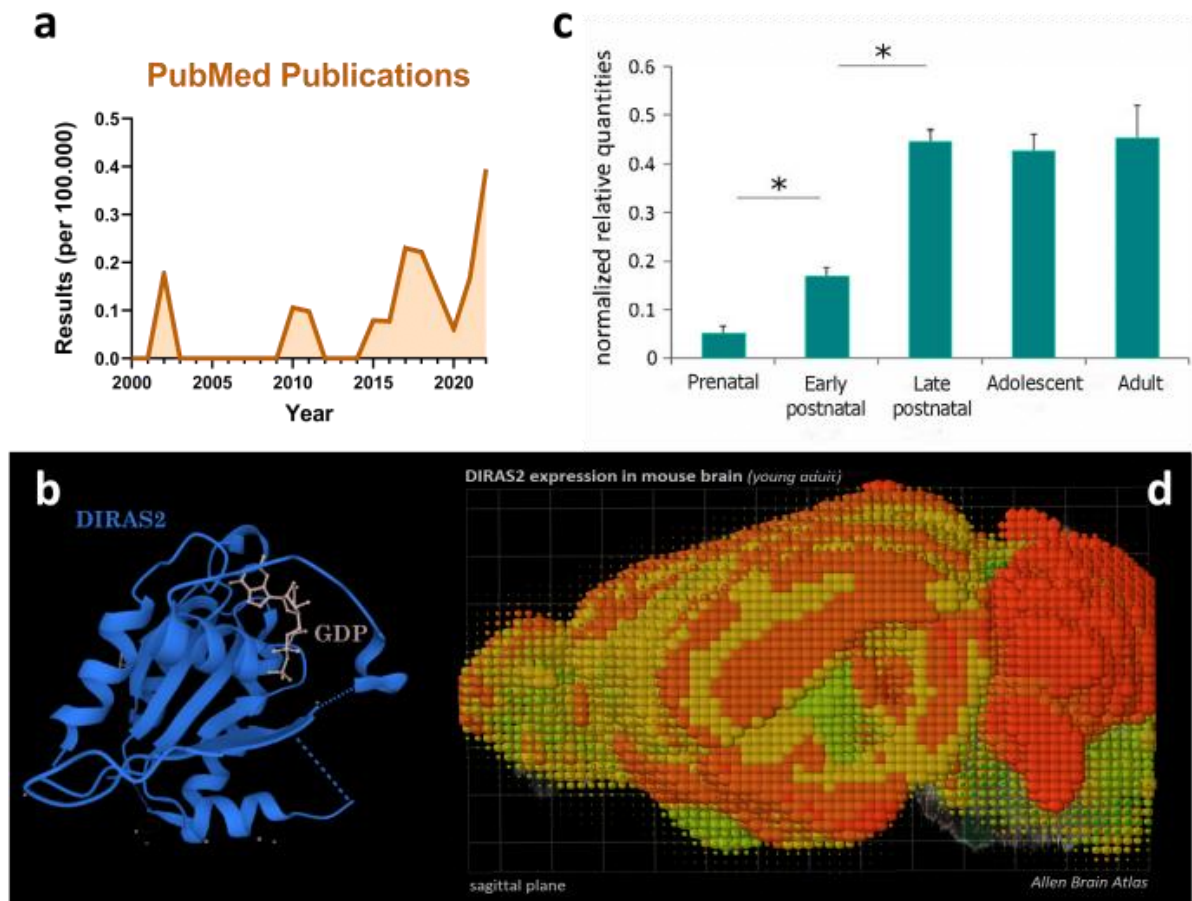 a
PubMed Publications
Results (per 100.000)
0.5
0.4
0.3
0.2
0.1
0.0
2000 2005 2010 2015 2020
Year
c
normalized relative quantities
0.6
0.5
0.4
0.3
0.2
0.1
0
*
*
Prenatal
Early
postnatal
Late
postnatal
Adolescent
Adult
b
DIRAS2
GDP
DIRAS2 expression in mouse brain (young adult)
d
sagittal plane
Allen Brain Atlas